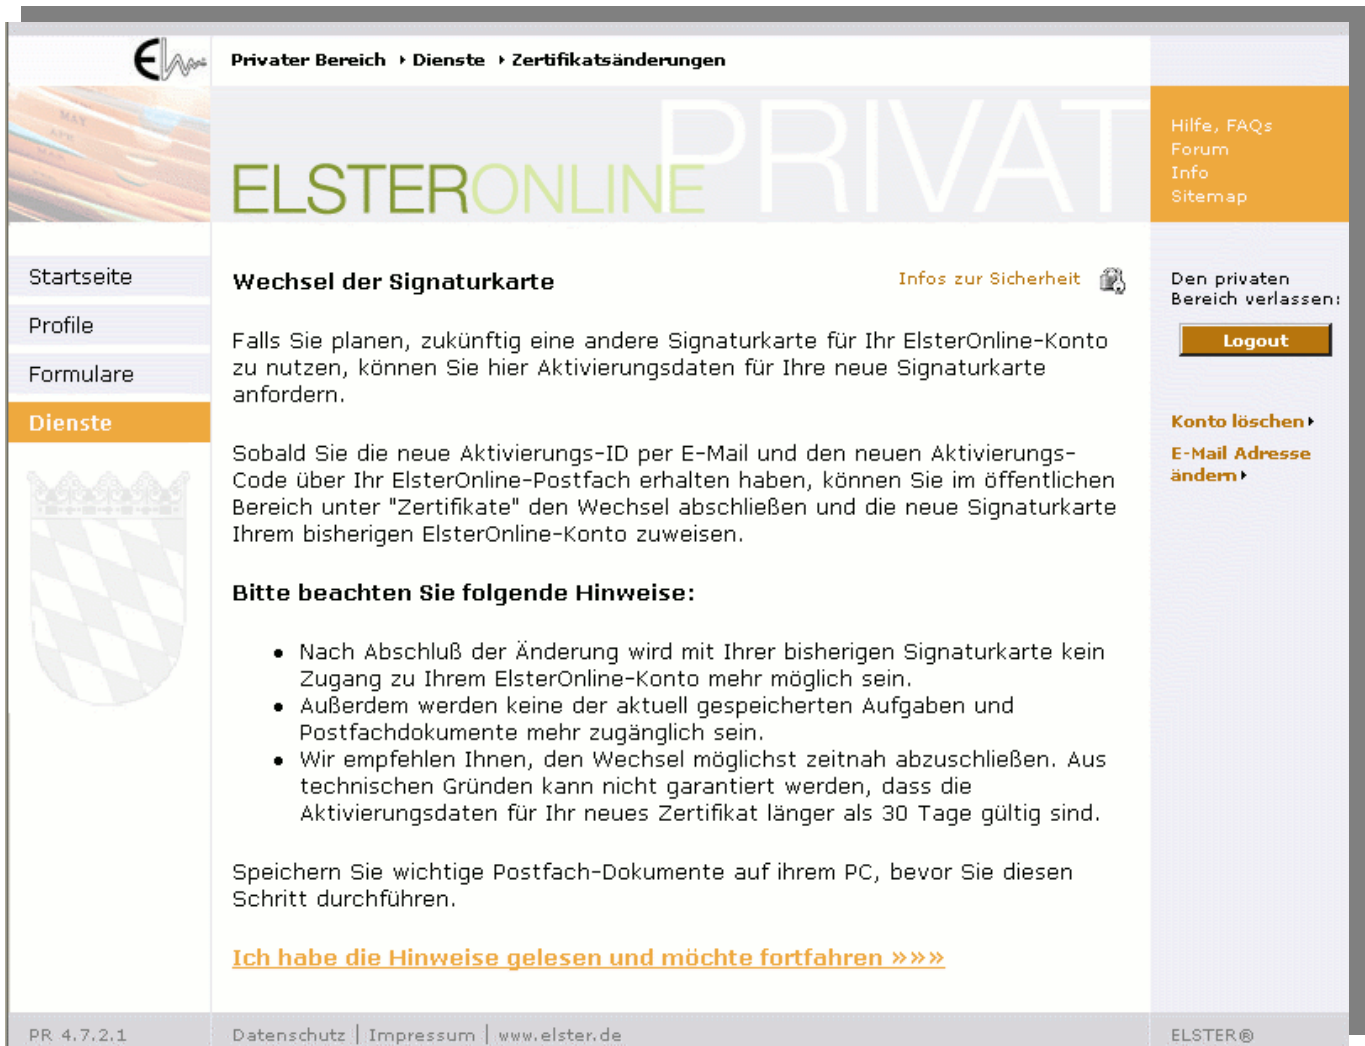 Privater Bereich › Dienste › Zertifikatsänderungen
MAY
APR
MAR
ELSTERONLINE
PRIVAT
Hilfe, FAQs
Forum
Info
Sitemap
Startseite
Profile
Formulare
Dienste
Wechsel der Signaturkarte
Infos zur Sicherheit
Falls Sie planen, zukünftig eine andere Signaturkarte für Ihr ElsterOnline-Konto
zu nutzen, können Sie hier Aktivierungsdaten für Ihre neue Signaturkarte
anfordern.
Sobald Sie die neue Aktivierungs-ID per E-Mail und den neuen Aktivierungs-
Code über Ihr ElsterOnline-Postfach erhalten haben, können Sie im öffentlichen
Bereich unter "Zertifikate" den Wechsel abschließen und die neue Signaturkarte
Ihrem bisherigen ElsterOnline-Konto zuweisen.
Bitte beachten Sie folgende Hinweise:
• Nach Abschluß der Änderung wird mit Ihrer bisherigen Signaturkarte kein
Zugang zu Ihrem ElsterOnline-Konto mehr möglich sein.
• Außerdem werden keine der aktuell gespeicherten Aufgaben und
Postfachdokumente mehr zugänglich sein.
• Wir empfehlen Ihnen, den Wechsel möglichst zeitnah abzuschließen. Aus
technischen Gründen kann nicht garantiert werden, dass die
Aktivierungsdaten für Ihr neues Zertifikat länger als 30 Tage gültig sind.
Speichern Sie wichtige Postfach-Dokumente auf ihrem PC, bevor Sie diesen
Schritt durchführen.
Ich habe die Hinweise gelesen und möchte fortfahren »»»
Den privaten
Bereich verlassen:
Logout
Konto löschen
E-Mail Adresse
ändern
PR 4.7.2.1
Datenschutz | Impressum | www.elster.de
ELSTER®